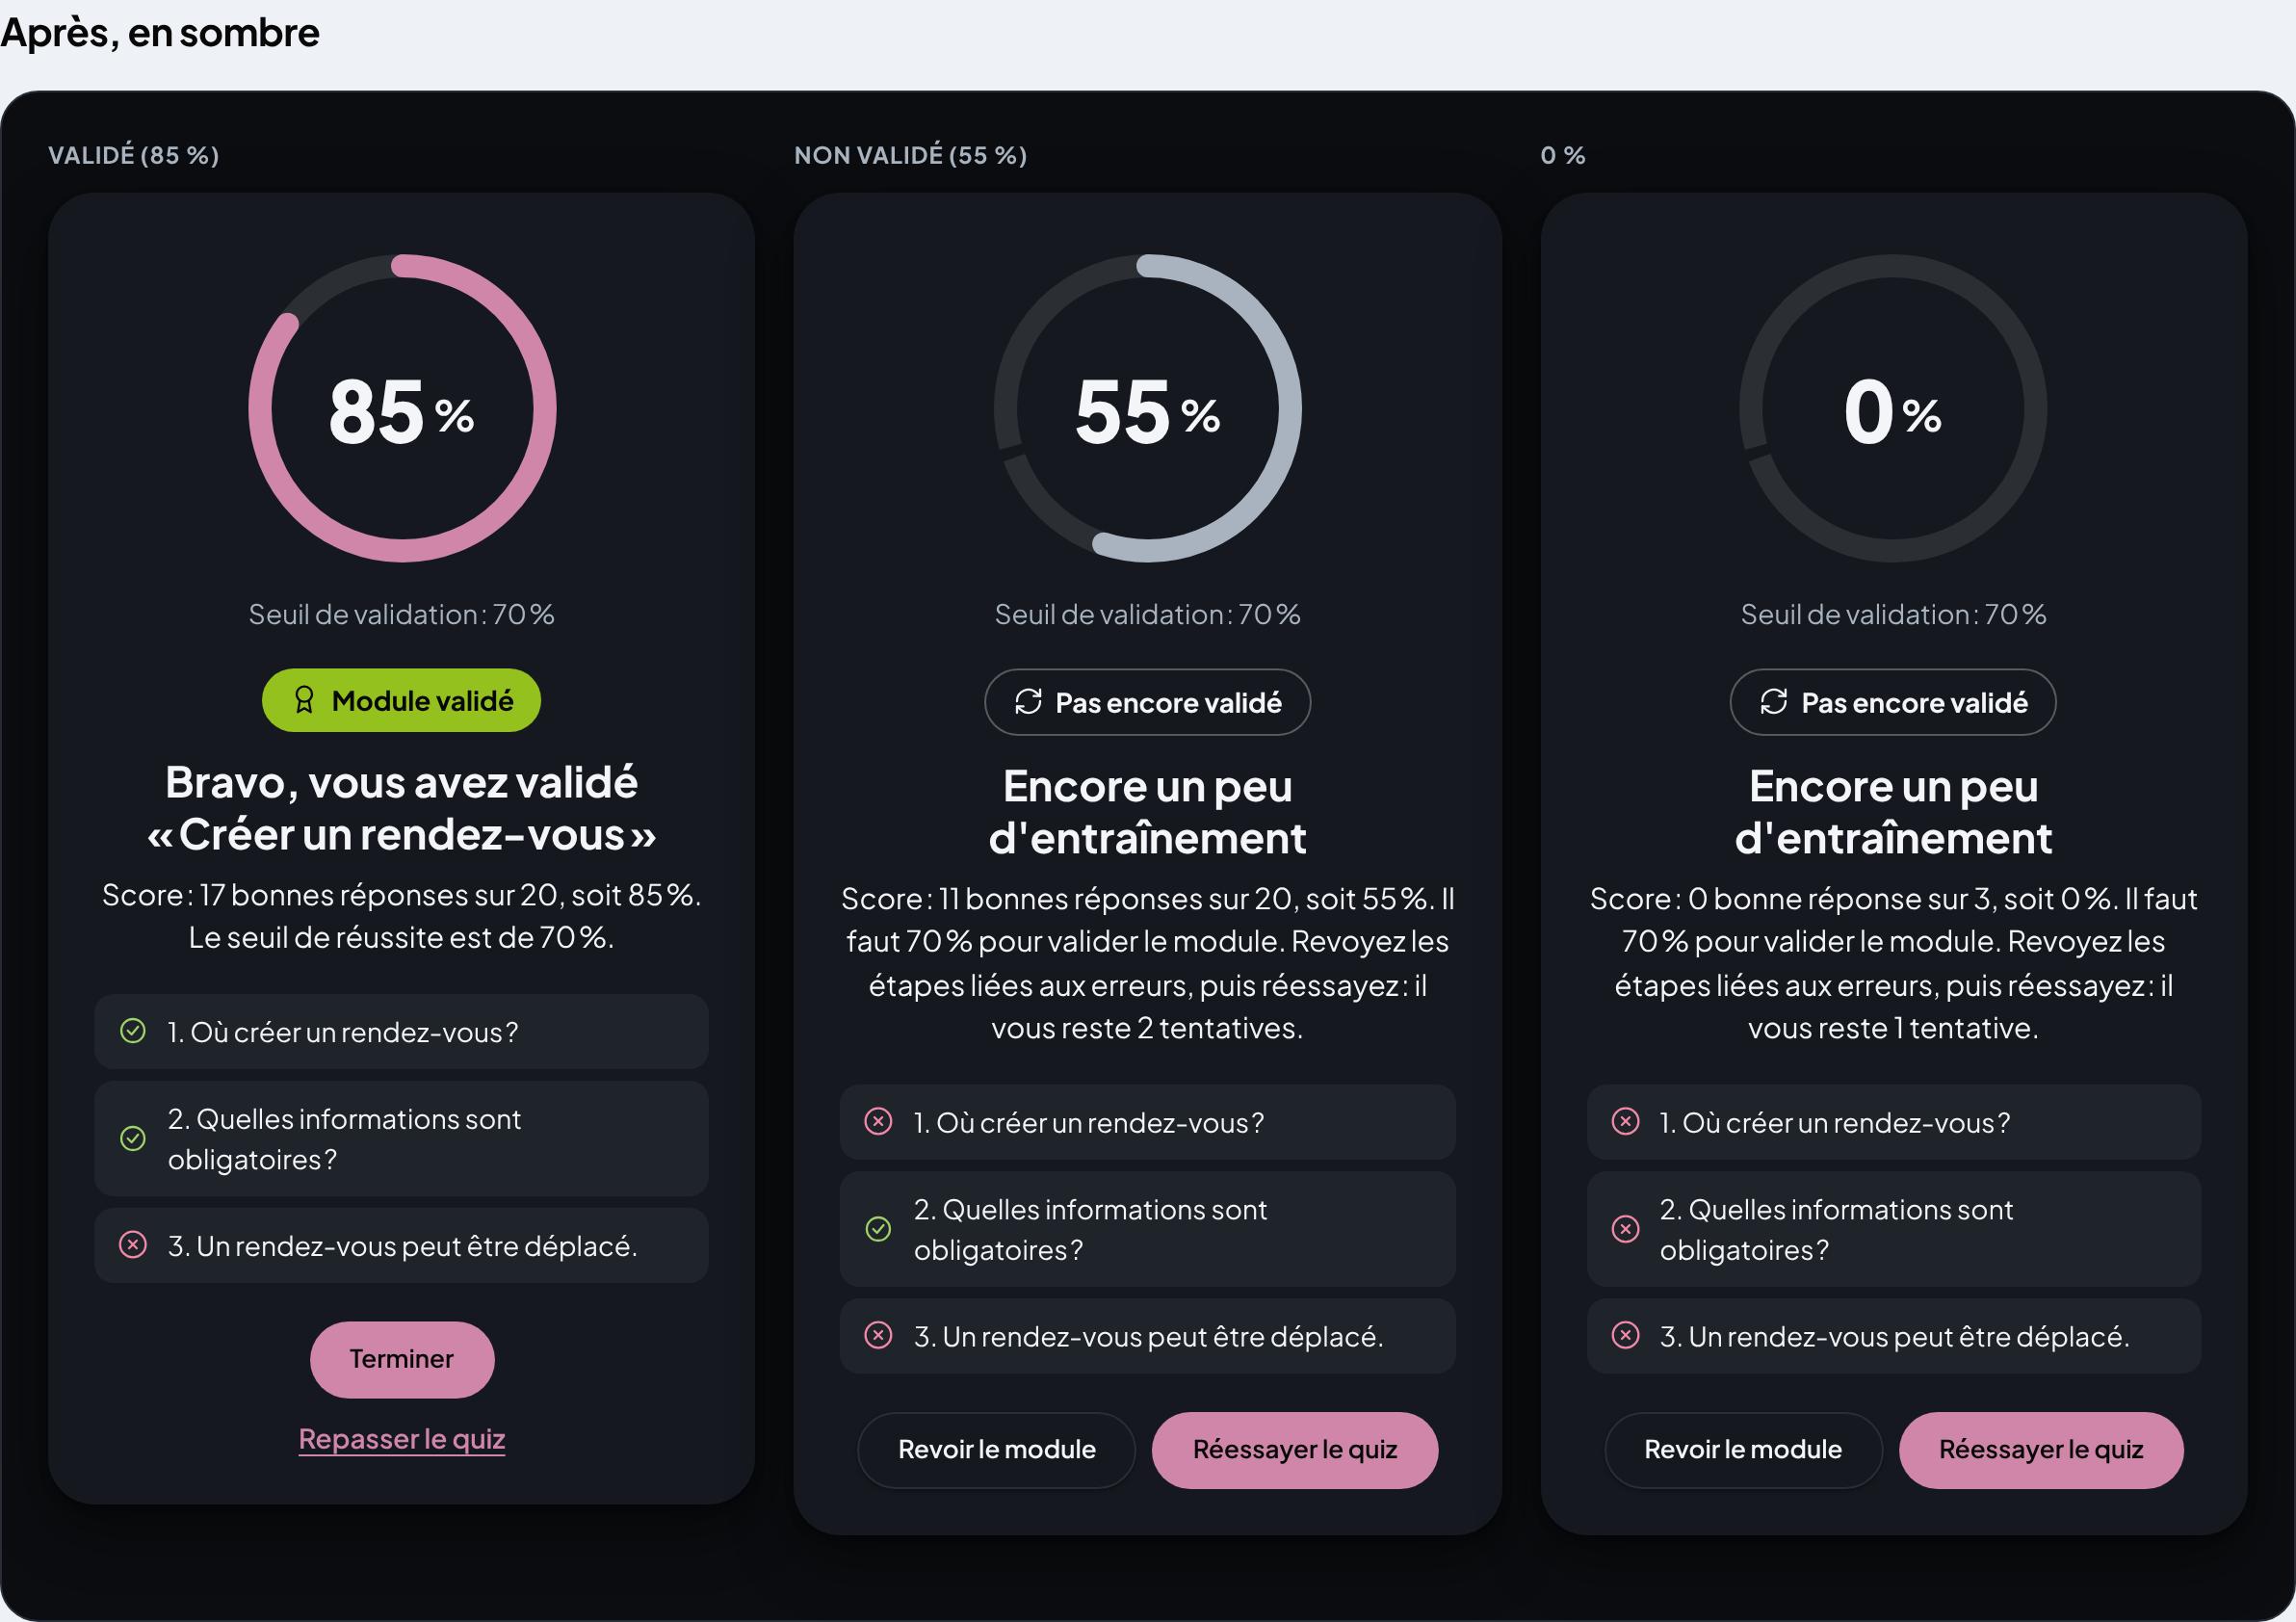 Après, en sombre
VALIDÉ (85 %)
85 %
Seuil de validation : 70 %
Module validé
Bravo, vous avez validé
« Créer un rendez-vous »
Score : 17 bonnes réponses sur 20, soit 85 %.
Le seuil de réussite est de 70 %.
1. Où créer un rendez-vous ?
2. Quelles informations sont
obligatoires ?
3. Un rendez-vous peut être déplacé.
Terminer
Repasser le quiz
NON VALIDÉ (55 %)
55 %
Seuil de validation : 70 %
Pas encore validé
Encore un peu
d'entraînement
Score : 11 bonnes réponses sur 20, soit 55 %. Il
faut 70 % pour valider le module. Revoyez les
étapes liées aux erreurs, puis réessayez : il
vous reste 2 tentatives.
1. Où créer un rendez-vous ?
2. Quelles informations sont
obligatoires ?
3. Un rendez-vous peut être déplacé.
Revoir le module
Réessayer le quiz
0 %
0 %
Seuil de validation : 70 %
Pas encore validé
Encore un peu
d'entraînement
Score : 0 bonne réponse sur 3, soit 0 %. Il faut
70 % pour valider le module. Revoyez les
étapes liées aux erreurs, puis réessayez : il
vous reste 1 tentative.
1. Où créer un rendez-vous ?
2. Quelles informations sont
obligatoires ?
3. Un rendez-vous peut être déplacé.
Revoir le module
Réessayer le quiz